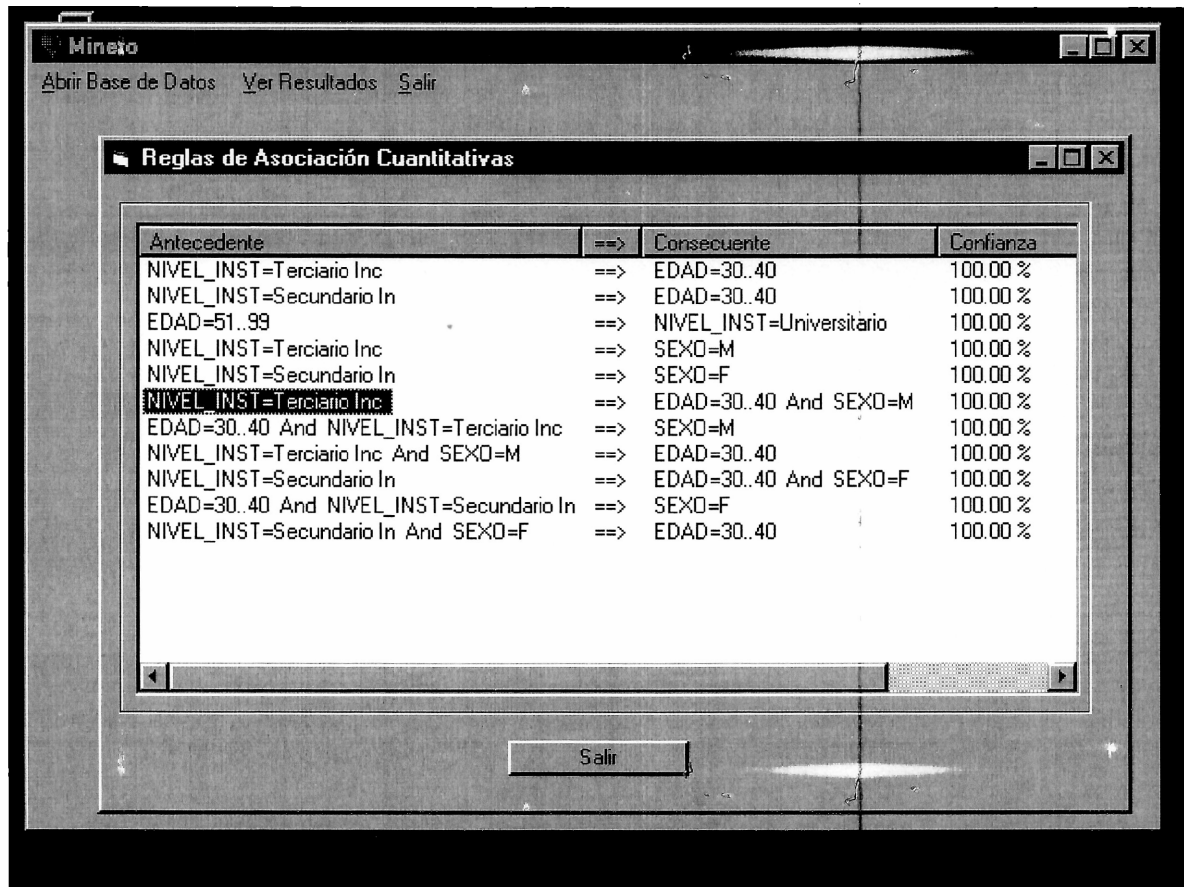 Minero
Abrir Base de Datos Ver Resultados Salir
Reglas de Asociación Cuantitativas
Antecedente ==> Consecuente Confianza
NIVEL_INST=Terciario Inc ==> EDAD=30..40 100.00 %
NIVEL_INST=Secundario In ==> EDAD=30..40 100.00 %
EDAD=51..99 ==> NIVEL_INST=Universitario 100.00 %
NIVEL_INST=Terciario Inc ==> SEXO=M 100.00 %
NIVEL_INST=Secundario In ==> SEXO=F 100.00 %
NIVEL_INST=Terciario Inc ==> EDAD=30..40 And SEXO=M 100.00 %
EDAD=30..40 And NIVEL_INST=Terciario Inc ==> SEXO=M 100.00 %
NIVEL_INST=Terciario Inc And SEXO=M ==> EDAD=30..40 100.00 %
NIVEL_INST=Secundario In ==> EDAD=30..40 And SEXO=F 100.00 %
EDAD=30..40 And NIVEL_INST=Secundario In ==> SEXO=F 100.00 %
NIVEL_INST=Secundario In And SEXO=F ==> EDAD=30..40 100.00 %
Salir